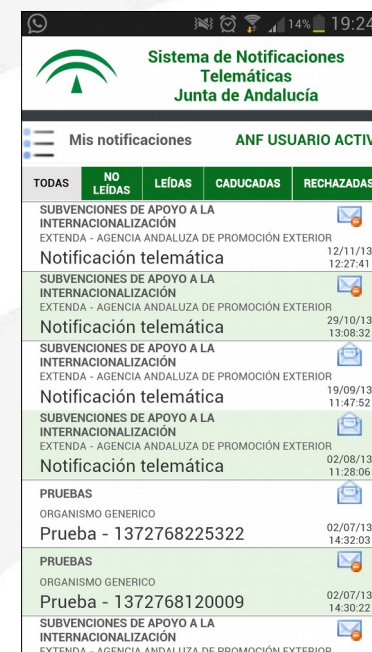 14% 19:24
Sistema de Notificaciones
Telemáticas
Junta de Andalucía
Mis notificaciones ANF USUARIO ACTIV
TODAS NO LEÍDAS LEÍDAS CADUCADAS RECHAZADAS
SUBVENCIONES DE APOYO A LA
INTERNACIONALIZACIÓN
EXTENDA - AGENCIA ANDALUZA DE PROMOCIÓN EXTERIOR
Notificación telemática 12/11/13
12:27:41
SUBVENCIONES DE APOYO A LA
INTERNACIONALIZACIÓN
EXTENDA - AGENCIA ANDALUZA DE PROMOCIÓN EXTERIOR
Notificación telemática 29/10/13
13:08:32
SUBVENCIONES DE APOYO A LA
INTERNACIONALIZACIÓN
EXTENDA - AGENCIA ANDALUZA DE PROMOCIÓN EXTERIOR
Notificación telemática 19/09/13
11:47:52
SUBVENCIONES DE APOYO A LA
INTERNACIONALIZACIÓN
EXTENDA - AGENCIA ANDALUZA DE PROMOCIÓN EXTERIOR
Notificación telemática 02/08/13
11:28:06
PRUEBAS
ORGANISMO GENERICO
Prueba - 1372768225322 02/07/13
14:32:03
PRUEBAS
ORGANISMO GENERICO
Prueba - 1372768120009 02/07/13
14:30:22
SUBVENCIONES DE APOYO A LA
INTERNACIONALIZACIÓN
EXTENDA - AGENCIA ANDALUZA DE PROMOCIÓN EXTERIOR